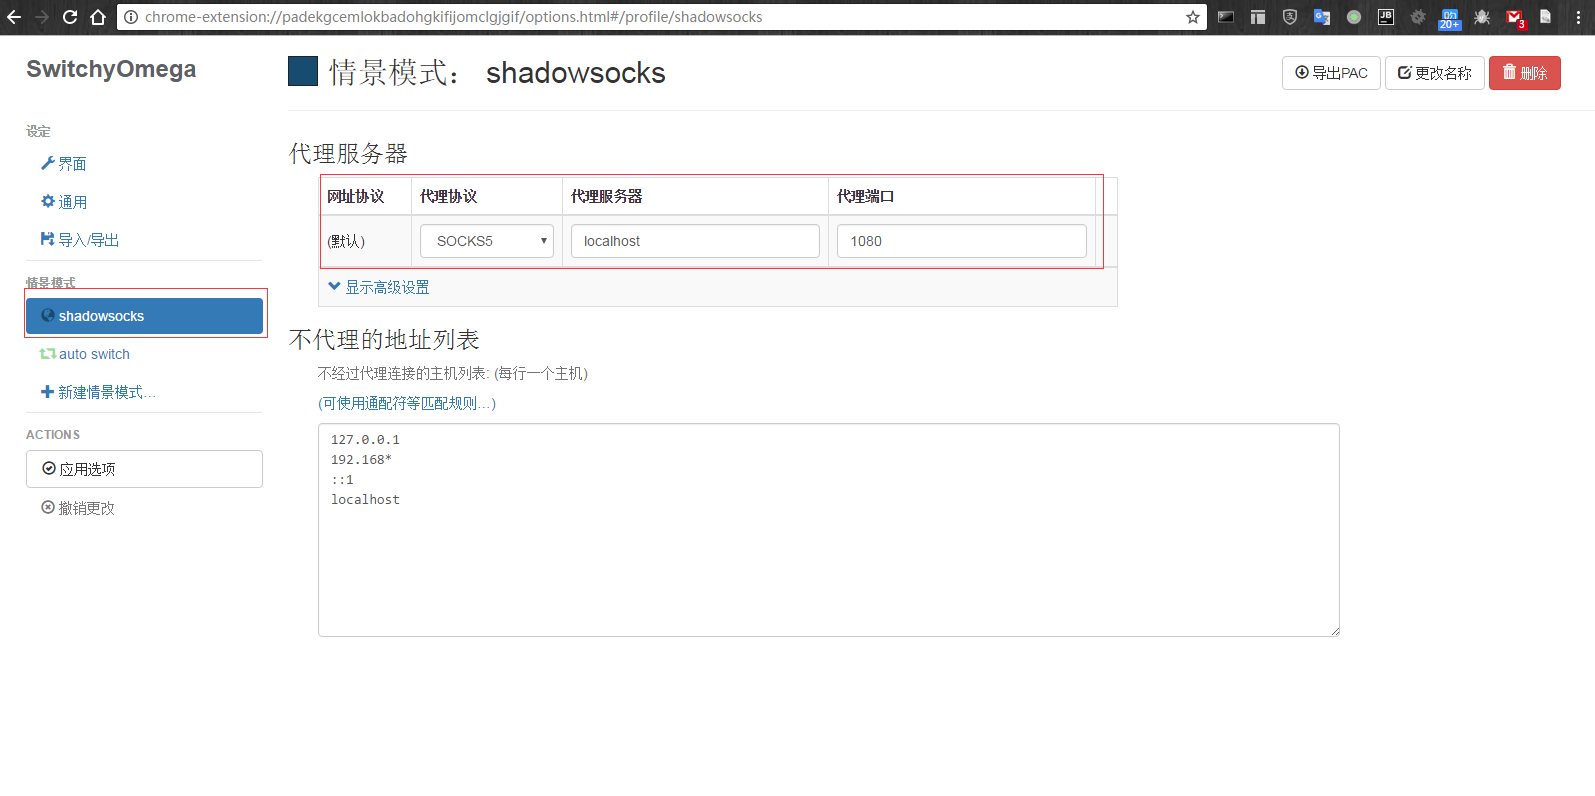 chrome-extension://padekgcemlokbadohgkifijomclgjgif/options.html#/profile/shadowsocks
JB
20+
3
SwitchyOmega
设定
界面
通用
导入/导出
情景模式
shadowsocks
auto switch
新建情景模式...
ACTIONS
应用选项
撤销更改
情景模式： shadowsocks
导出PAC 更改名称 删除
代理服务器
网址协议 代理协议 代理服务器 代理端口
(默认) SOCKS5 localhost 1080
显示高级设置
不代理的地址列表
不经过代理连接的主机列表: (每行一个主机)
(可使用通配符等匹配规则...)
127.0.0.1
192.168*
::1
localhost